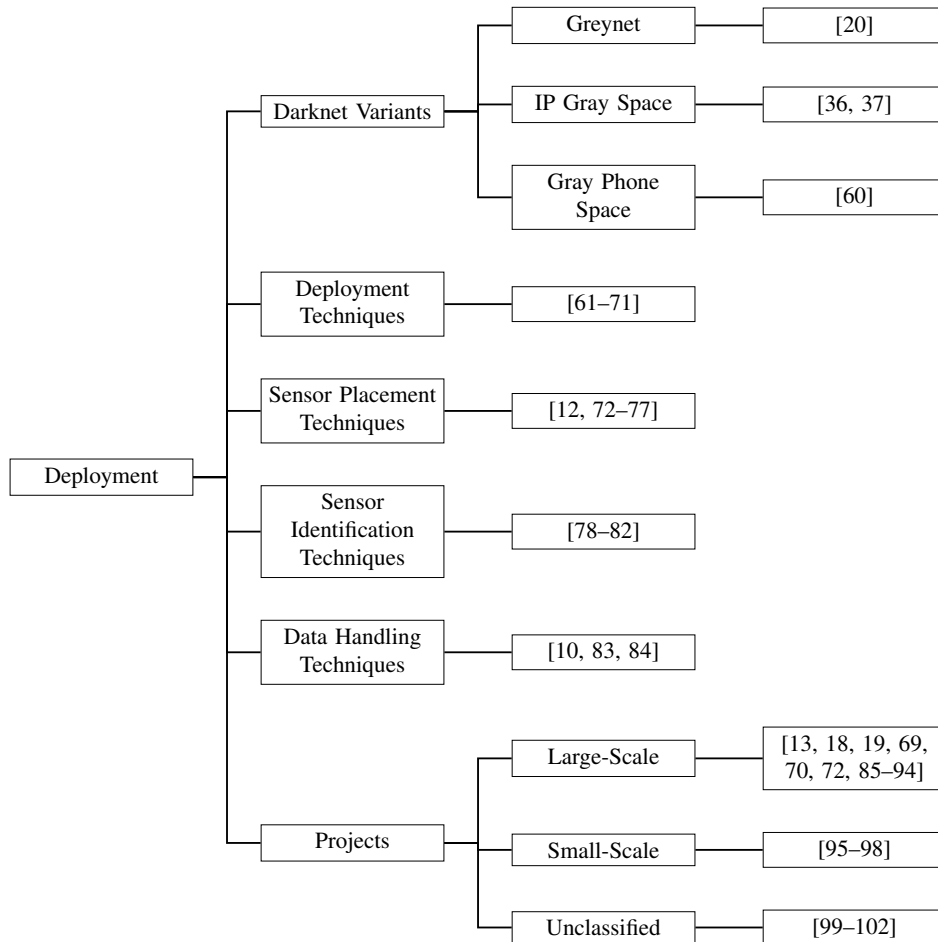 Greynet
[20]
Darknet Variants
IP Gray Space
[36, 37]
Gray Phone
Space
[60]
Deployment
Techniques
[61–71]
Sensor Placement
Techniques
[12, 72–77]
Deployment
Sensor
Identification
Techniques
[78–82]
Data Handling
Techniques
[10, 83, 84]
Large-Scale
[13, 18, 19, 69,
70, 72, 85–94]
Projects
Small-Scale
[95–98]
Unclassified
[99–102]